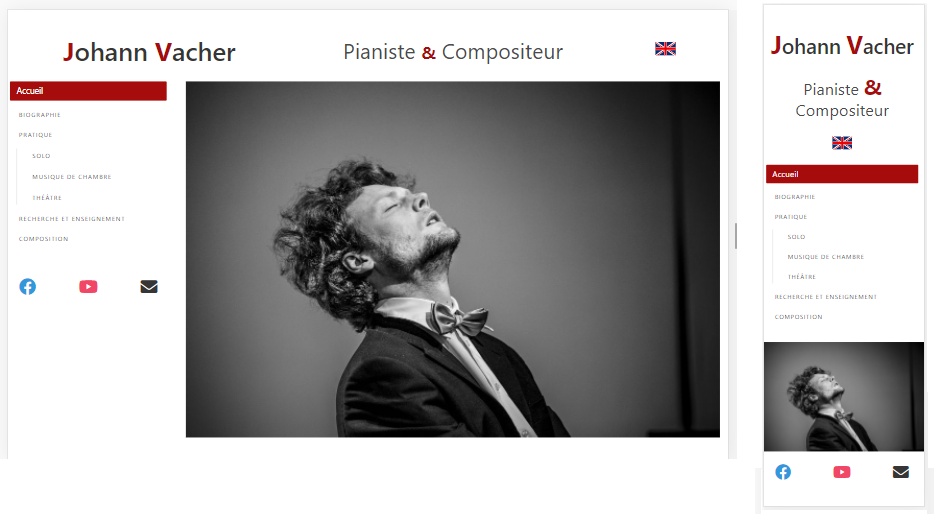 Johann Vacher
Pianiste & Compositeur
Accueil
BIOGRAPHIE
PRATIQUE
SOLO
MUSIQUE DE CHAMBRE
THÉÂTRE
RECHERCHE ET ENSEIGNEMENT
COMPOSITION
Johann Vacher
Pianiste &
Compositeur
Accueil
BIOGRAPHIE
PRATIQUE
SOLO
MUSIQUE DE CHAMBRE
THÉÂTRE
RECHERCHE ET ENSEIGNEMENT
COMPOSITION